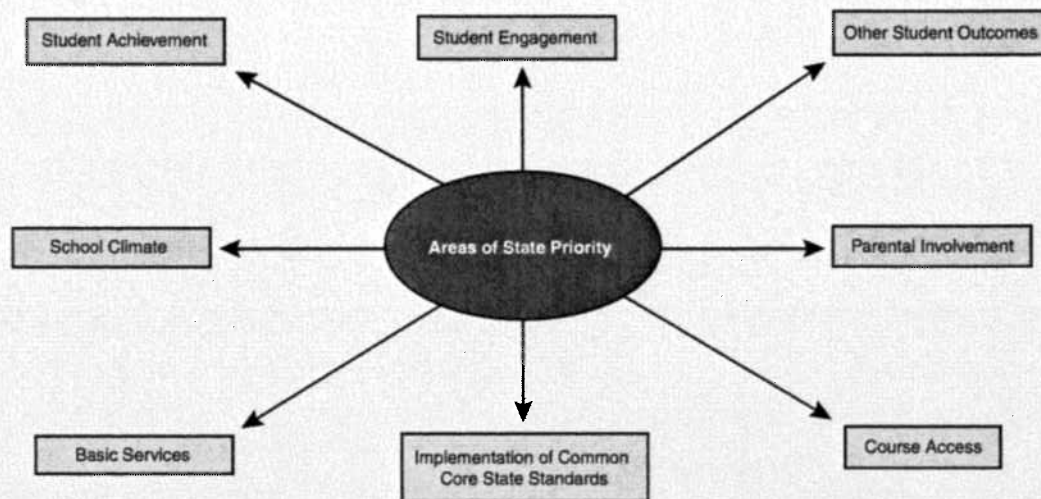 Student Achievement
Student Engagement
Other Student Outcomes
School Climate
Areas of State Priority
Parental Involvement
Basic Services
Implementation of Common
Core State Standards
Course Access